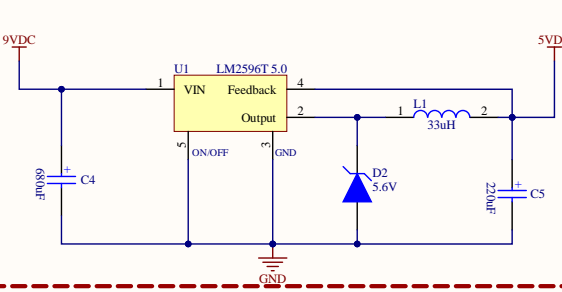 9VDC
5VD
U1 LM2596T 5.0
1 VIN Feedback 4
Output 2
L1
1 2
33uH
5 ON/OFF
3 GND
680uF
+
C4
D2
5.6V
220uF
+
C5
GND